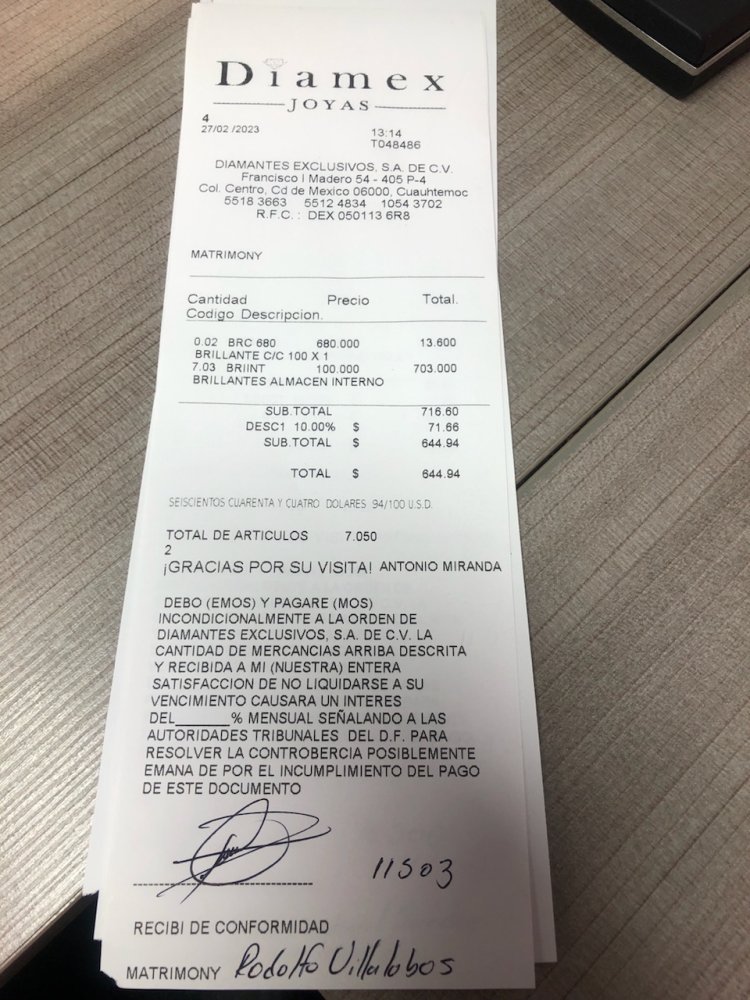 Diamex
JOYAS
4
27/02 /2023 13:14
T048486
DIAMANTES EXCLUSIVOS, S.A. DE C.V.
Francisco I Madero 54 - 405 P-4
Col. Centro, Cd de Mexico 06000, Cuauhtemoc
5518 3663 5512 4834 1054 3702
R.F.C. : DEX 050113 6R8
MATRIMONY
Cantidad Precio Total.
Codigo Descripcion.
0.02 BRC 680 680.000 13.600
BRILLANTE C/C 100 X 1
7.03 BRIINT 100.000 703.000
BRILLANTES ALMACEN INTERNO
SUB.TOTAL 716.60
DESC1 10.00% $ 71.66
SUB.TOTAL $ 644.94
TOTAL $ 644.94
SEISCIENTOS CUARENTA Y CUATRO DOLARES 94/100 U.S.D.
TOTAL DE ARTICULOS 7.050
2
¡GRACIAS POR SU VISITA! ANTONIO MIRANDA
DEBO (EMOS) Y PAGARE (MOS)
INCONDICIONALMENTE A LA ORDEN DE
DIAMANTES EXCLUSIVOS, S.A. DE C.V. LA
CANTIDAD DE MERCANCIAS ARRIBA DESCRITA
Y RECIBIDA A MI (NUESTRA) ENTERA
SATISFACCION DE NO LIQUIDARSE A SU
VENCIMIENTO CAUSARA UN INTERES
DEL______% MENSUAL SEÑALANDO A LAS
AUTORIDADES TRIBUNALES DEL D.F. PARA
RESOLVER LA CONTROBERCIA POSIBLEMENTE
EMANA DE POR EL INCUMPLIMIENTO DEL PAGO
DE ESTE DOCUMENTO
11503
RECIBI DE CONFORMIDAD
MATRIMONY Rodolfo Villalobos